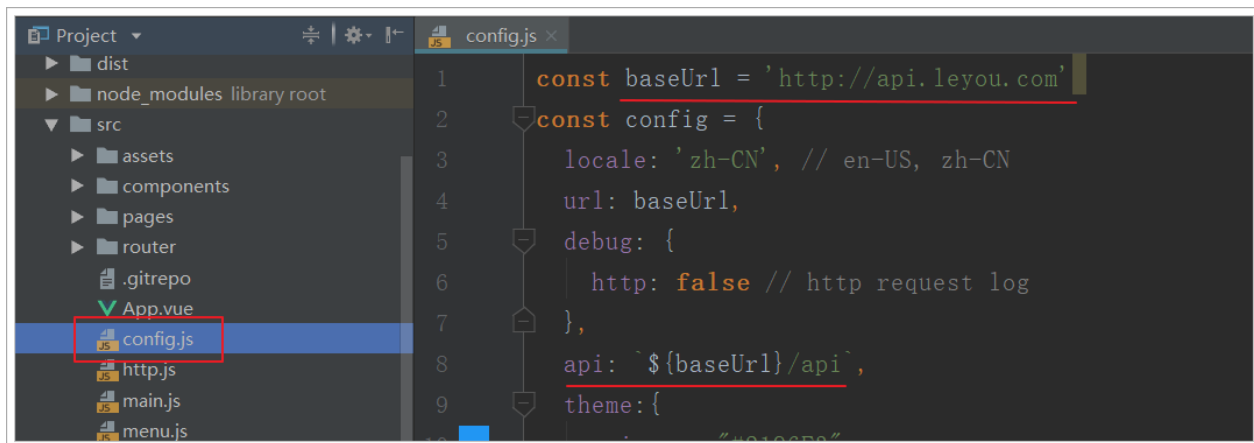 Project
dist
node_modules library root
src
assets
components
pages
router
.gitrepo
App.vue
config.js
http.js
main.js
menu.js
config.js
1 const baseUrl = 'http://api.leyou.com'
2 const config = {
3 locale: 'zh-CN', // en-US, zh-CN
4 url: baseUrl,
5 debug: {
6 http: false // http request log
7 },
8 api: `${baseUrl}/api`,
9 theme:{